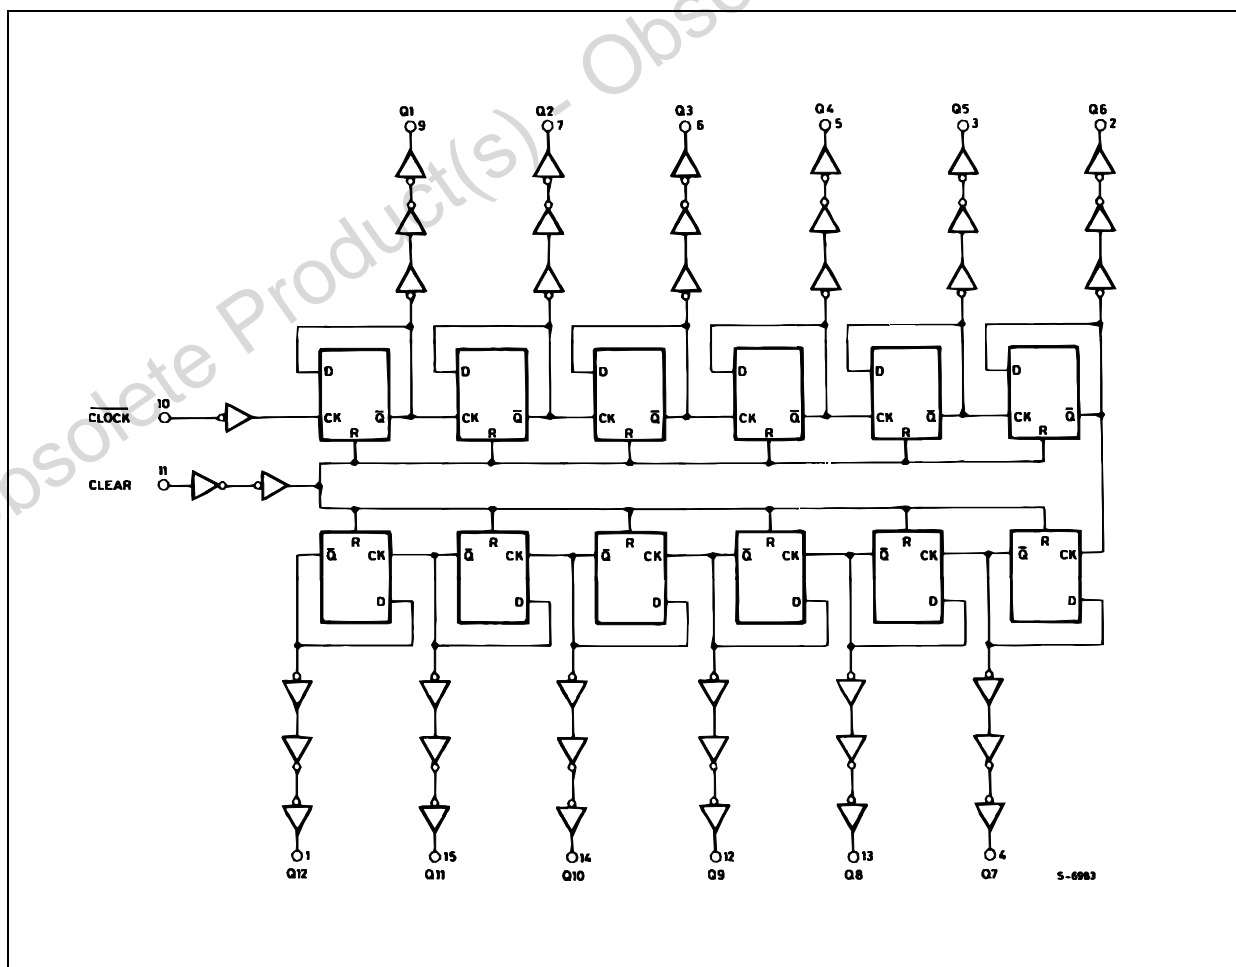 Obsolete Product(s) - Obso
Q1 Q2 Q3 Q4 Q5 Q6
9 7 6 5 3 2
D D D D D D
10
C̅L̅O̅C̅K̅ CK Q̅ CK Q̅ CK Q̅ CK Q̅ CK Q̅ CK Q̅
R R R R R R
11
CLEAR
R R R R R R
Q̅ CK Q̅ CK Q̅ CK Q̅ CK Q̅ CK Q̅ CK
D D D D D D
1 15 14 12 13 4
Q12 Q11 Q10 Q9 Q8 Q7
S-6983